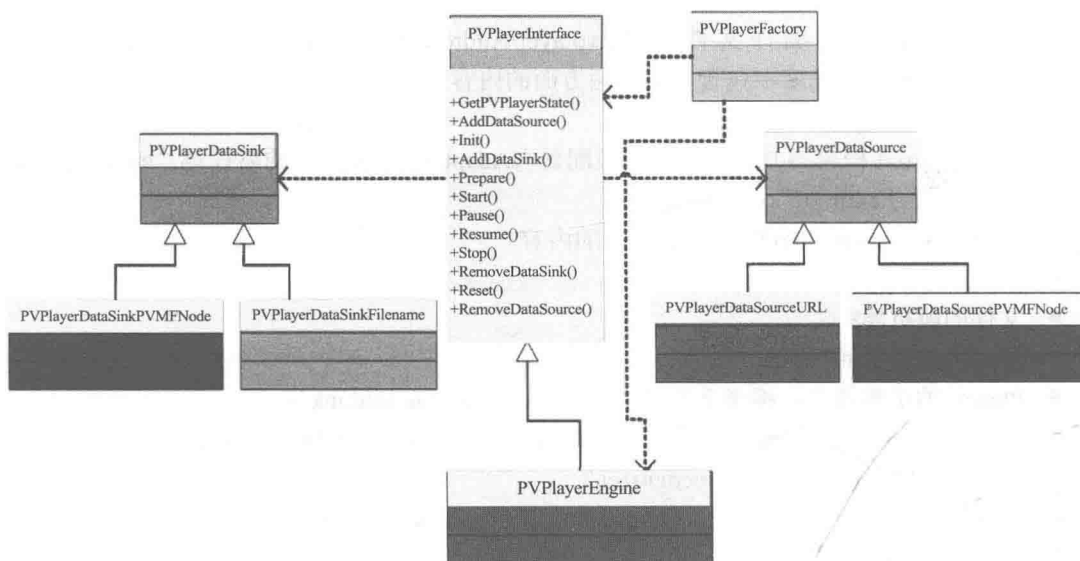 PVPlayerInterface
+GetPVPlayerState()
+AddDataSource()
+Init()
+AddDataSink()
+Prepare()
+Start()
+Pause()
+Resume()
+Stop()
+RemoveDataSink()
+Reset()
+RemoveDataSource()
PVPlayerFactory
PVPlayerDataSink
PVPlayerDataSource
PVPlayerDataSinkPVMFNode
PVPlayerDataSinkFilename
PVPlayerDataSourceURL
PVPlayerDataSourcePVMFNode
PVPlayerEngine